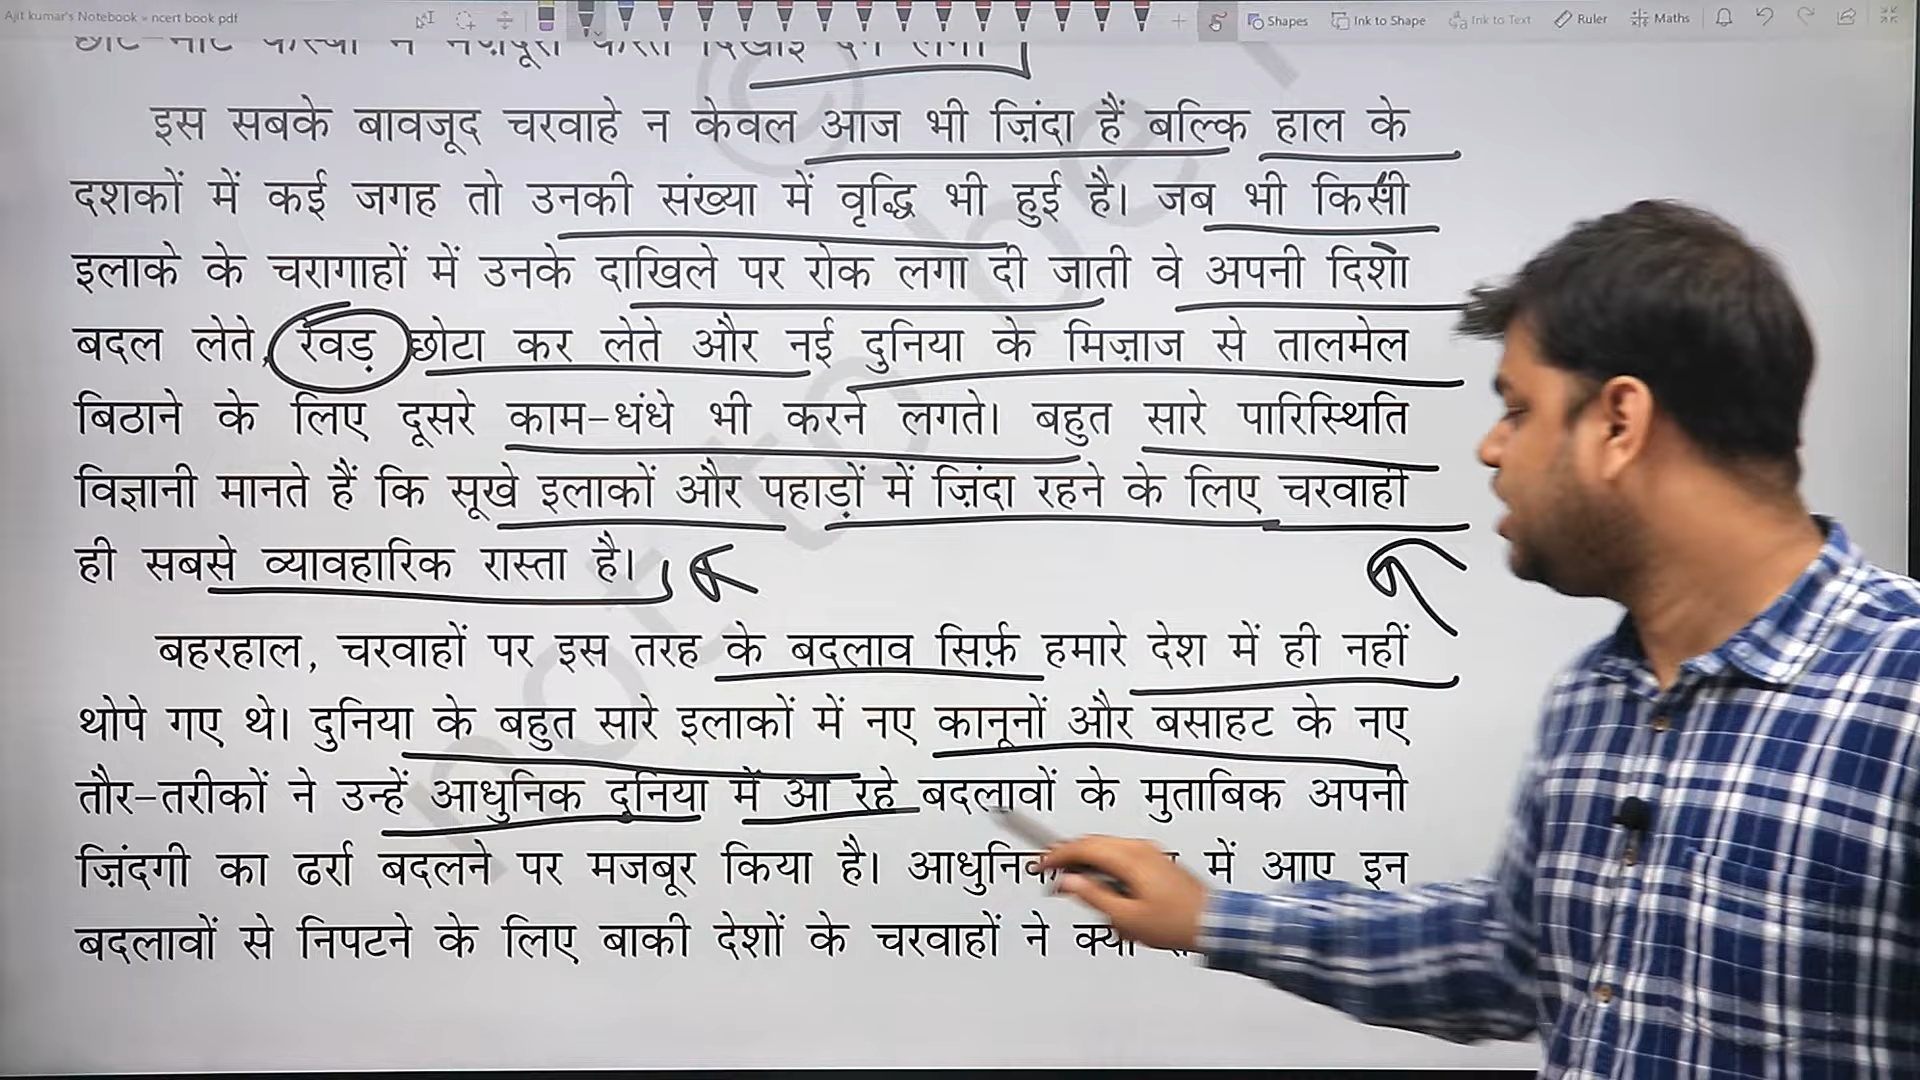 Ajit kumar's Notebook » ncert book pdf
Shapes Ink to Shape Ink to Text Ruler Maths
इस सबके बावजूद चरवाहे न केवल आज भी ज़िंदा हैं बल्कि हाल के
दशकों में कई जगह तो उनकी संख्या में वृद्धि भी हुई है। जब भी किसी
इलाके के चरागाहों में उनके दाखिले पर रोक लगा दी जाती वे अपनी दिशा
बदल लेते, रेवड़ छोटा कर लेते और नई दुनिया के मिज़ाज से तालमेल
बिठाने के लिए दूसरे काम-धंधे भी करने लगते। बहुत सारे पारिस्थिति
विज्ञानी मानते हैं कि सूखे इलाकों और पहाड़ों में ज़िंदा रहने के लिए चरवाही
ही सबसे व्यावहारिक रास्ता है।
बहरहाल, चरवाहों पर इस तरह के बदलाव सिर्फ़ हमारे देश में ही नहीं
थोपे गए थे। दुनिया के बहुत सारे इलाकों में नए कानूनों और बसाहट के नए
तौर-तरीकों ने उन्हें आधुनिक दुनिया में आ रहे बदलावों के मुताबिक अपनी
ज़िंदगी का ढर्रा बदलने पर मजबूर किया है। आधुनिक में आए इन
बदलावों से निपटने के लिए बाकी देशों के चरवाहों ने क्या
not to be